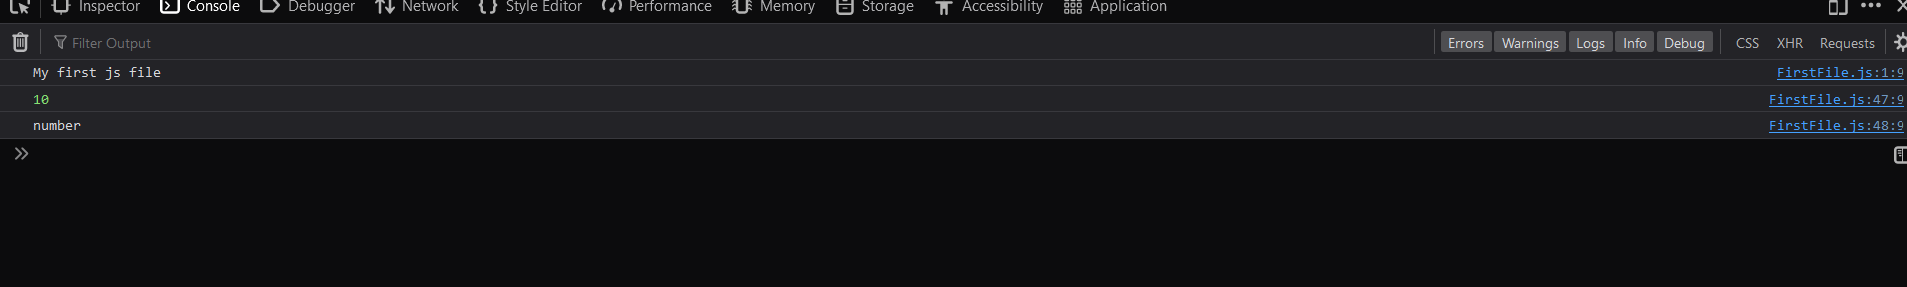 Inspector Console Debugger Network Style Editor Performance Memory Storage Accessibility Application
Filter Output Errors Warnings Logs Info Debug CSS XHR Requests
My first js file FirstFile.js:1:9
10 FirstFile.js:47:9
number FirstFile.js:48:9